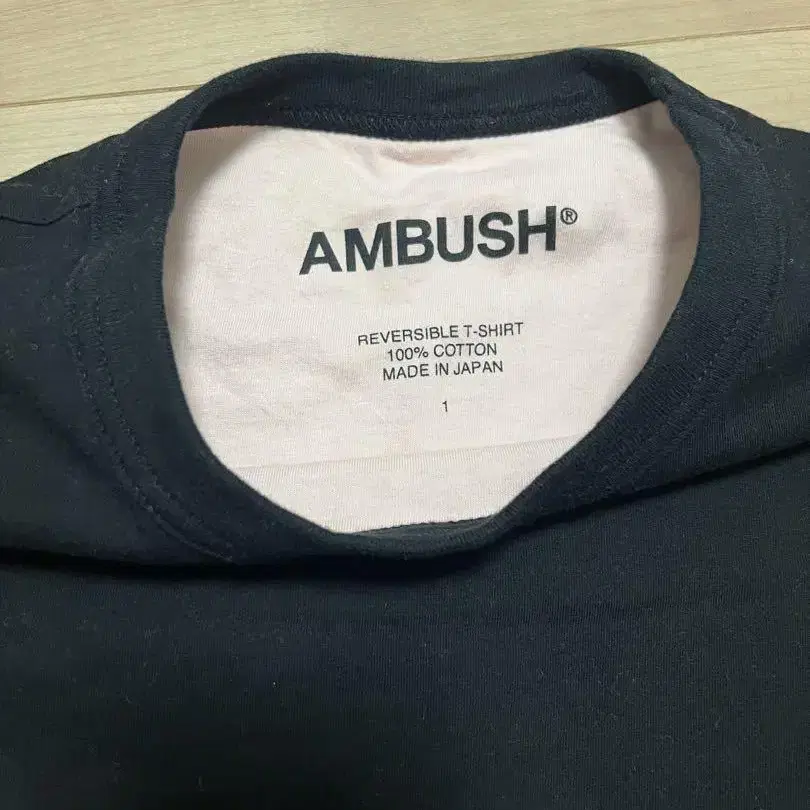 AMBUSH®
REVERSIBLE T-SHIRT
100% COTTON
MADE IN JAPAN
1